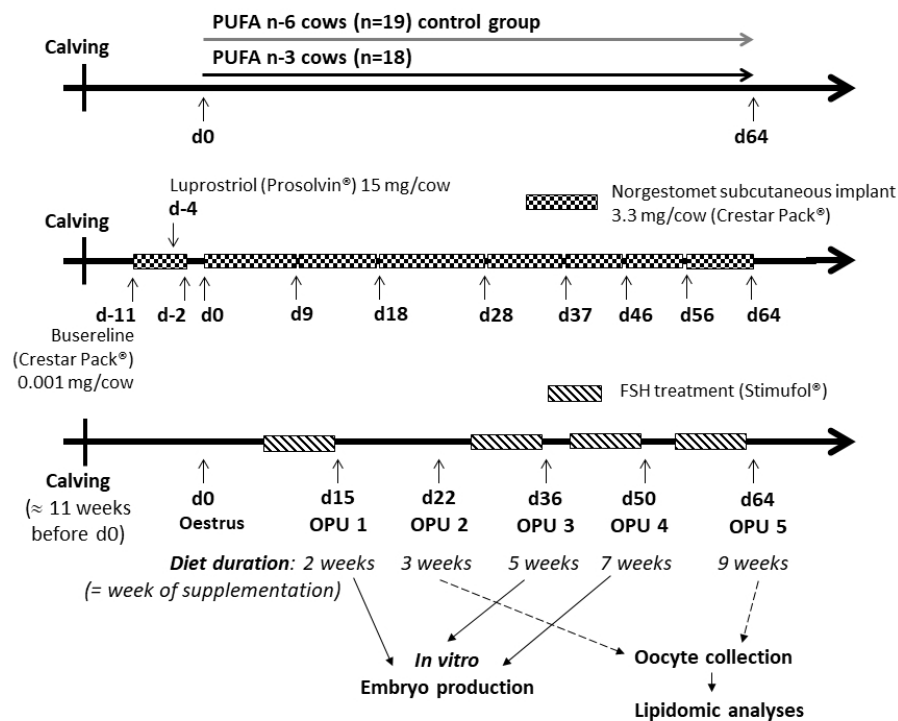 PUFA n-6 cows (n=19) control group
Calving
PUFA n-3 cows (n=18)
d0
d64
Luprostriol (Prosolvin®) 15 mg/cow
d-4
Norgestomet subcutaneous implant
3.3 mg/cow (Crestar Pack®)
Calving
d-11 d-2 d0 d9 d18 d28 d37 d46 d56 d64
Busereline
(Crestar Pack®)
0.001 mg/cow
FSH treatment (Stimufol®)
Calving
(≈ 11 weeks
before d0)
d0 d15 d22 d36 d50 d64
Oestrus OPU 1 OPU 2 OPU 3 OPU 4 OPU 5
Diet duration: 2 weeks 3 weeks 5 weeks 7 weeks 9 weeks
(= week of supplementation)
In vitro
Embryo production
Oocyte collection
Lipidomic analyses